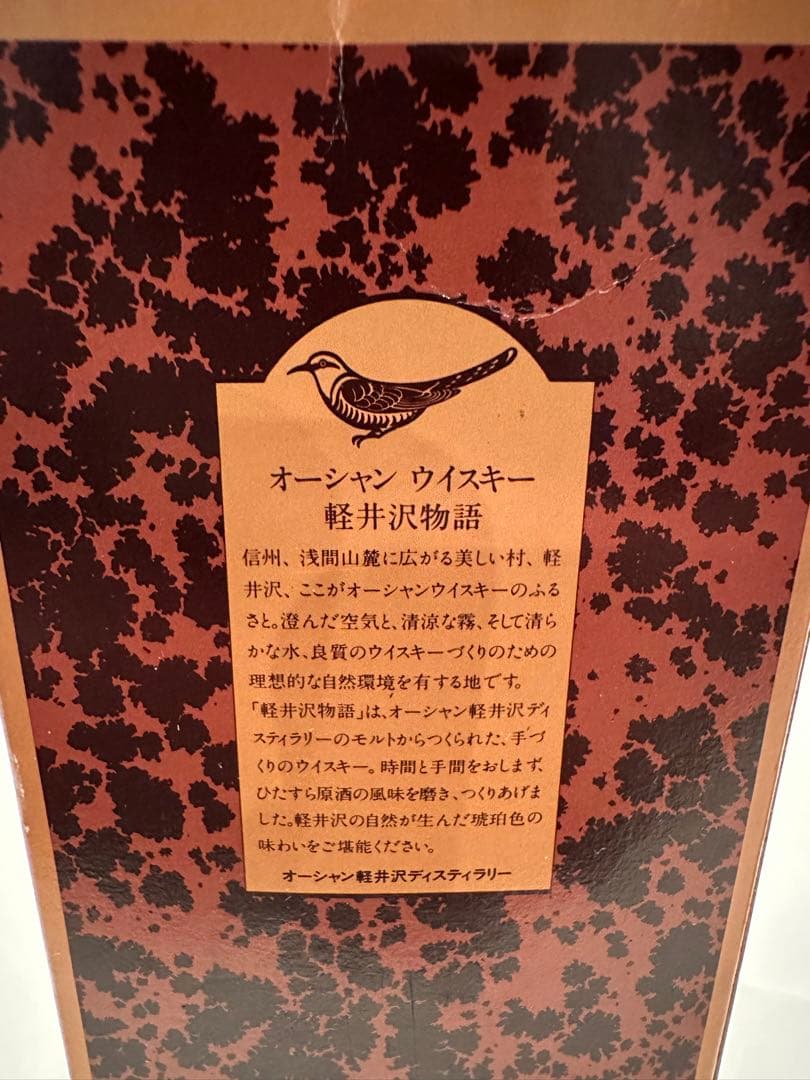 オーシャン ウイスキー
軽井沢物語
信州、浅間山麓に広がる美しい村、軽
井沢、ここがオーシャンウイスキーのふる
さと。澄んだ空気と、清涼な霧、そして清ら
かな水、良質のウイスキーづくりのための
理想的な自然環境を有する地です。
「軽井沢物語」は、オーシャン軽井沢ディ
スティラリーのモルトからつくられた、手づ
くりのウイスキー。時間と手間をおしまず、
ひたすら原酒の風味を磨き、つくりあげま
した。軽井沢の自然が生んだ琥珀色の
味わいをご堪能ください。
オーシャン軽井沢ディスティラリー